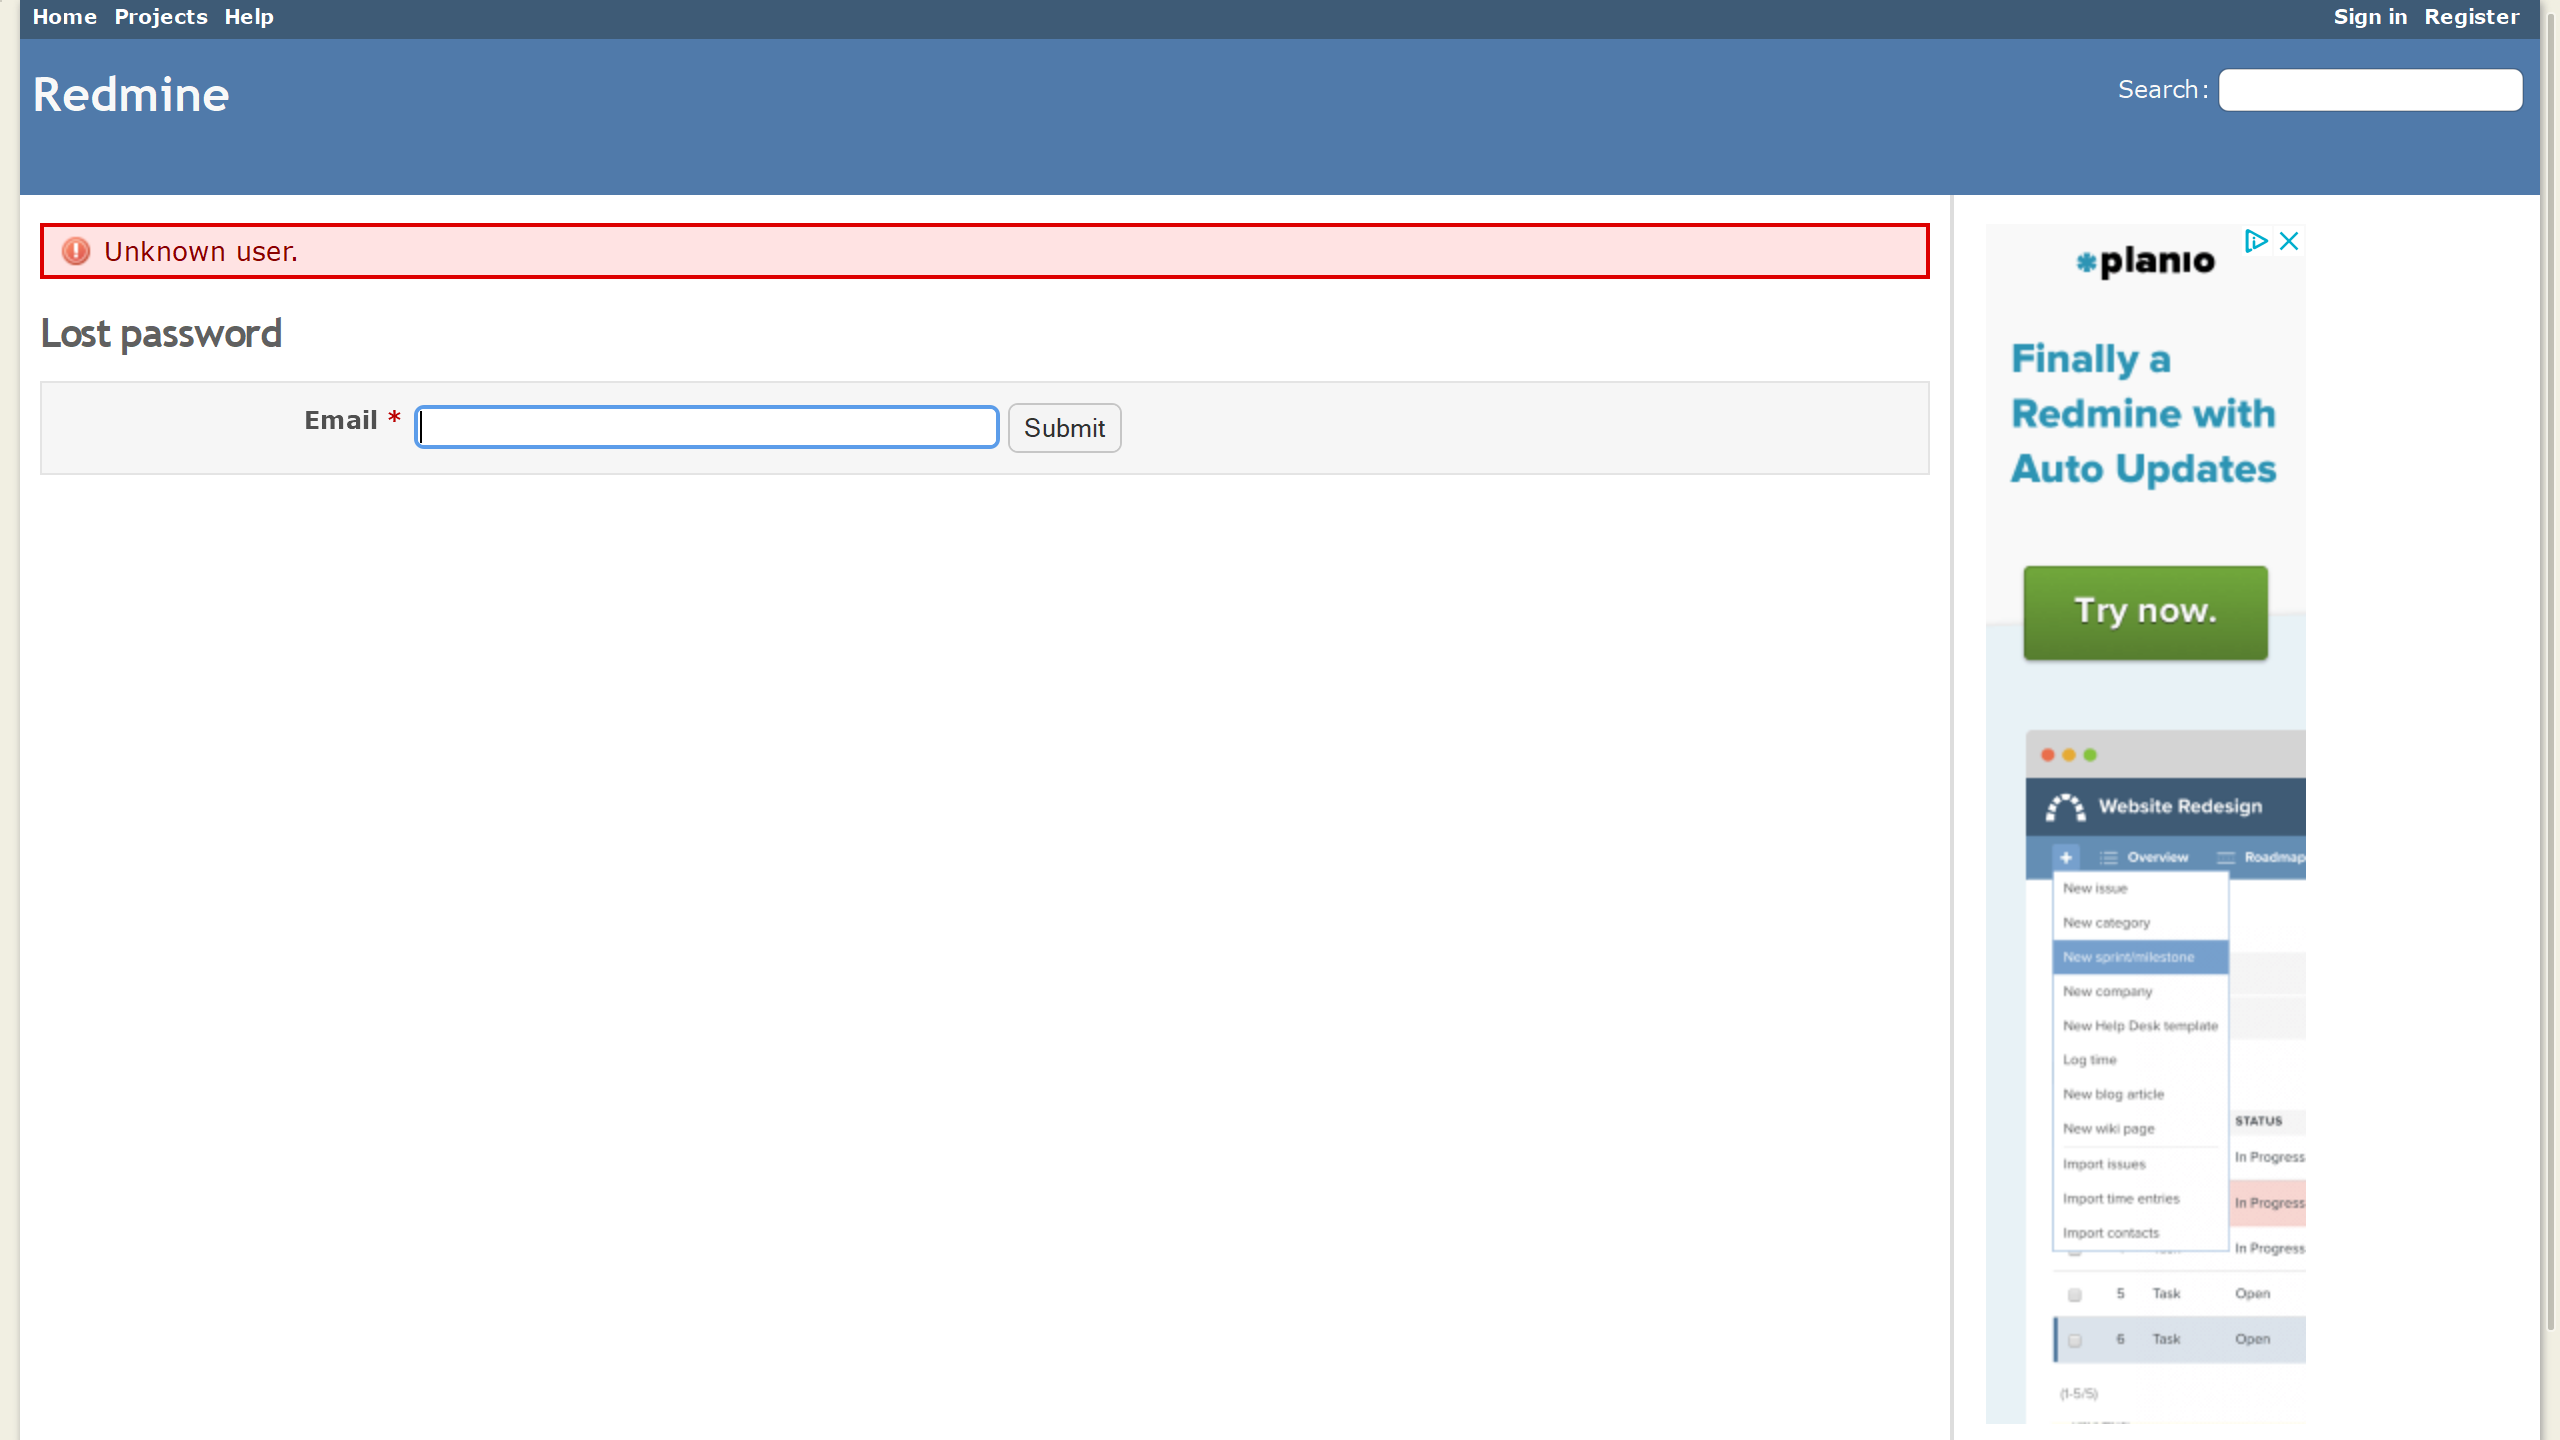 Home Projects Help
Sign in Register
Redmine
Search:
Unknown user.
Lost password
Email *
Submit
planio
Finally a
Redmine with
Auto Updates
Try now.
Website Redesign
+ Overview Roadmap
New issue
New category
New sprint/milestone
New company
New Help Desk template
Log time
New blog article
New wiki page
STATUS
Import issues
In Progress
Import time entries
In Progress
Import contacts
In Progress
5 Task Open
6 Task Open
(1-5/5)